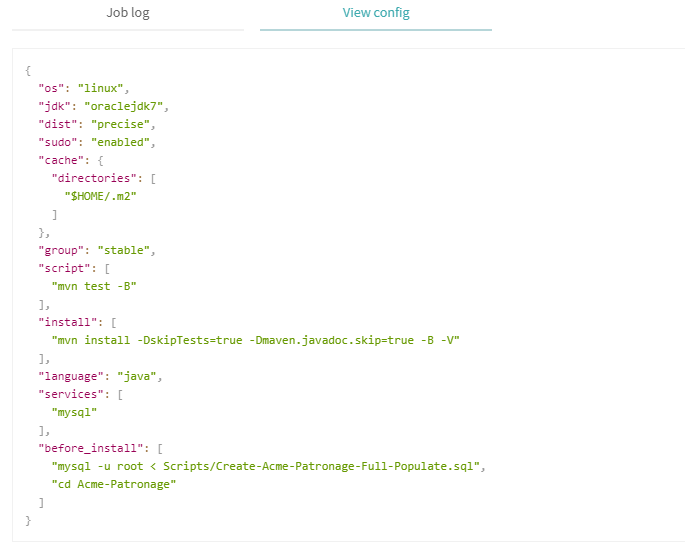 Job log
View config
{
"os": "linux",
"jdk": "oraclejdk7",
"dist": "precise",
"sudo": "enabled",
"cache": {
"directories": [
"$HOME/.m2"
]
},
"group": "stable",
"script": [
"mvn test -B"
],
"install": [
"mvn install -DskipTests=true -Dmaven.javadoc.skip=true -B -V"
],
"language": "java",
"services": [
"mysql"
],
"before_install": [
"mysql -u root < Scripts/Create-Acme-Patronage-Full-Populate.sql",
"cd Acme-Patronage"
]
}